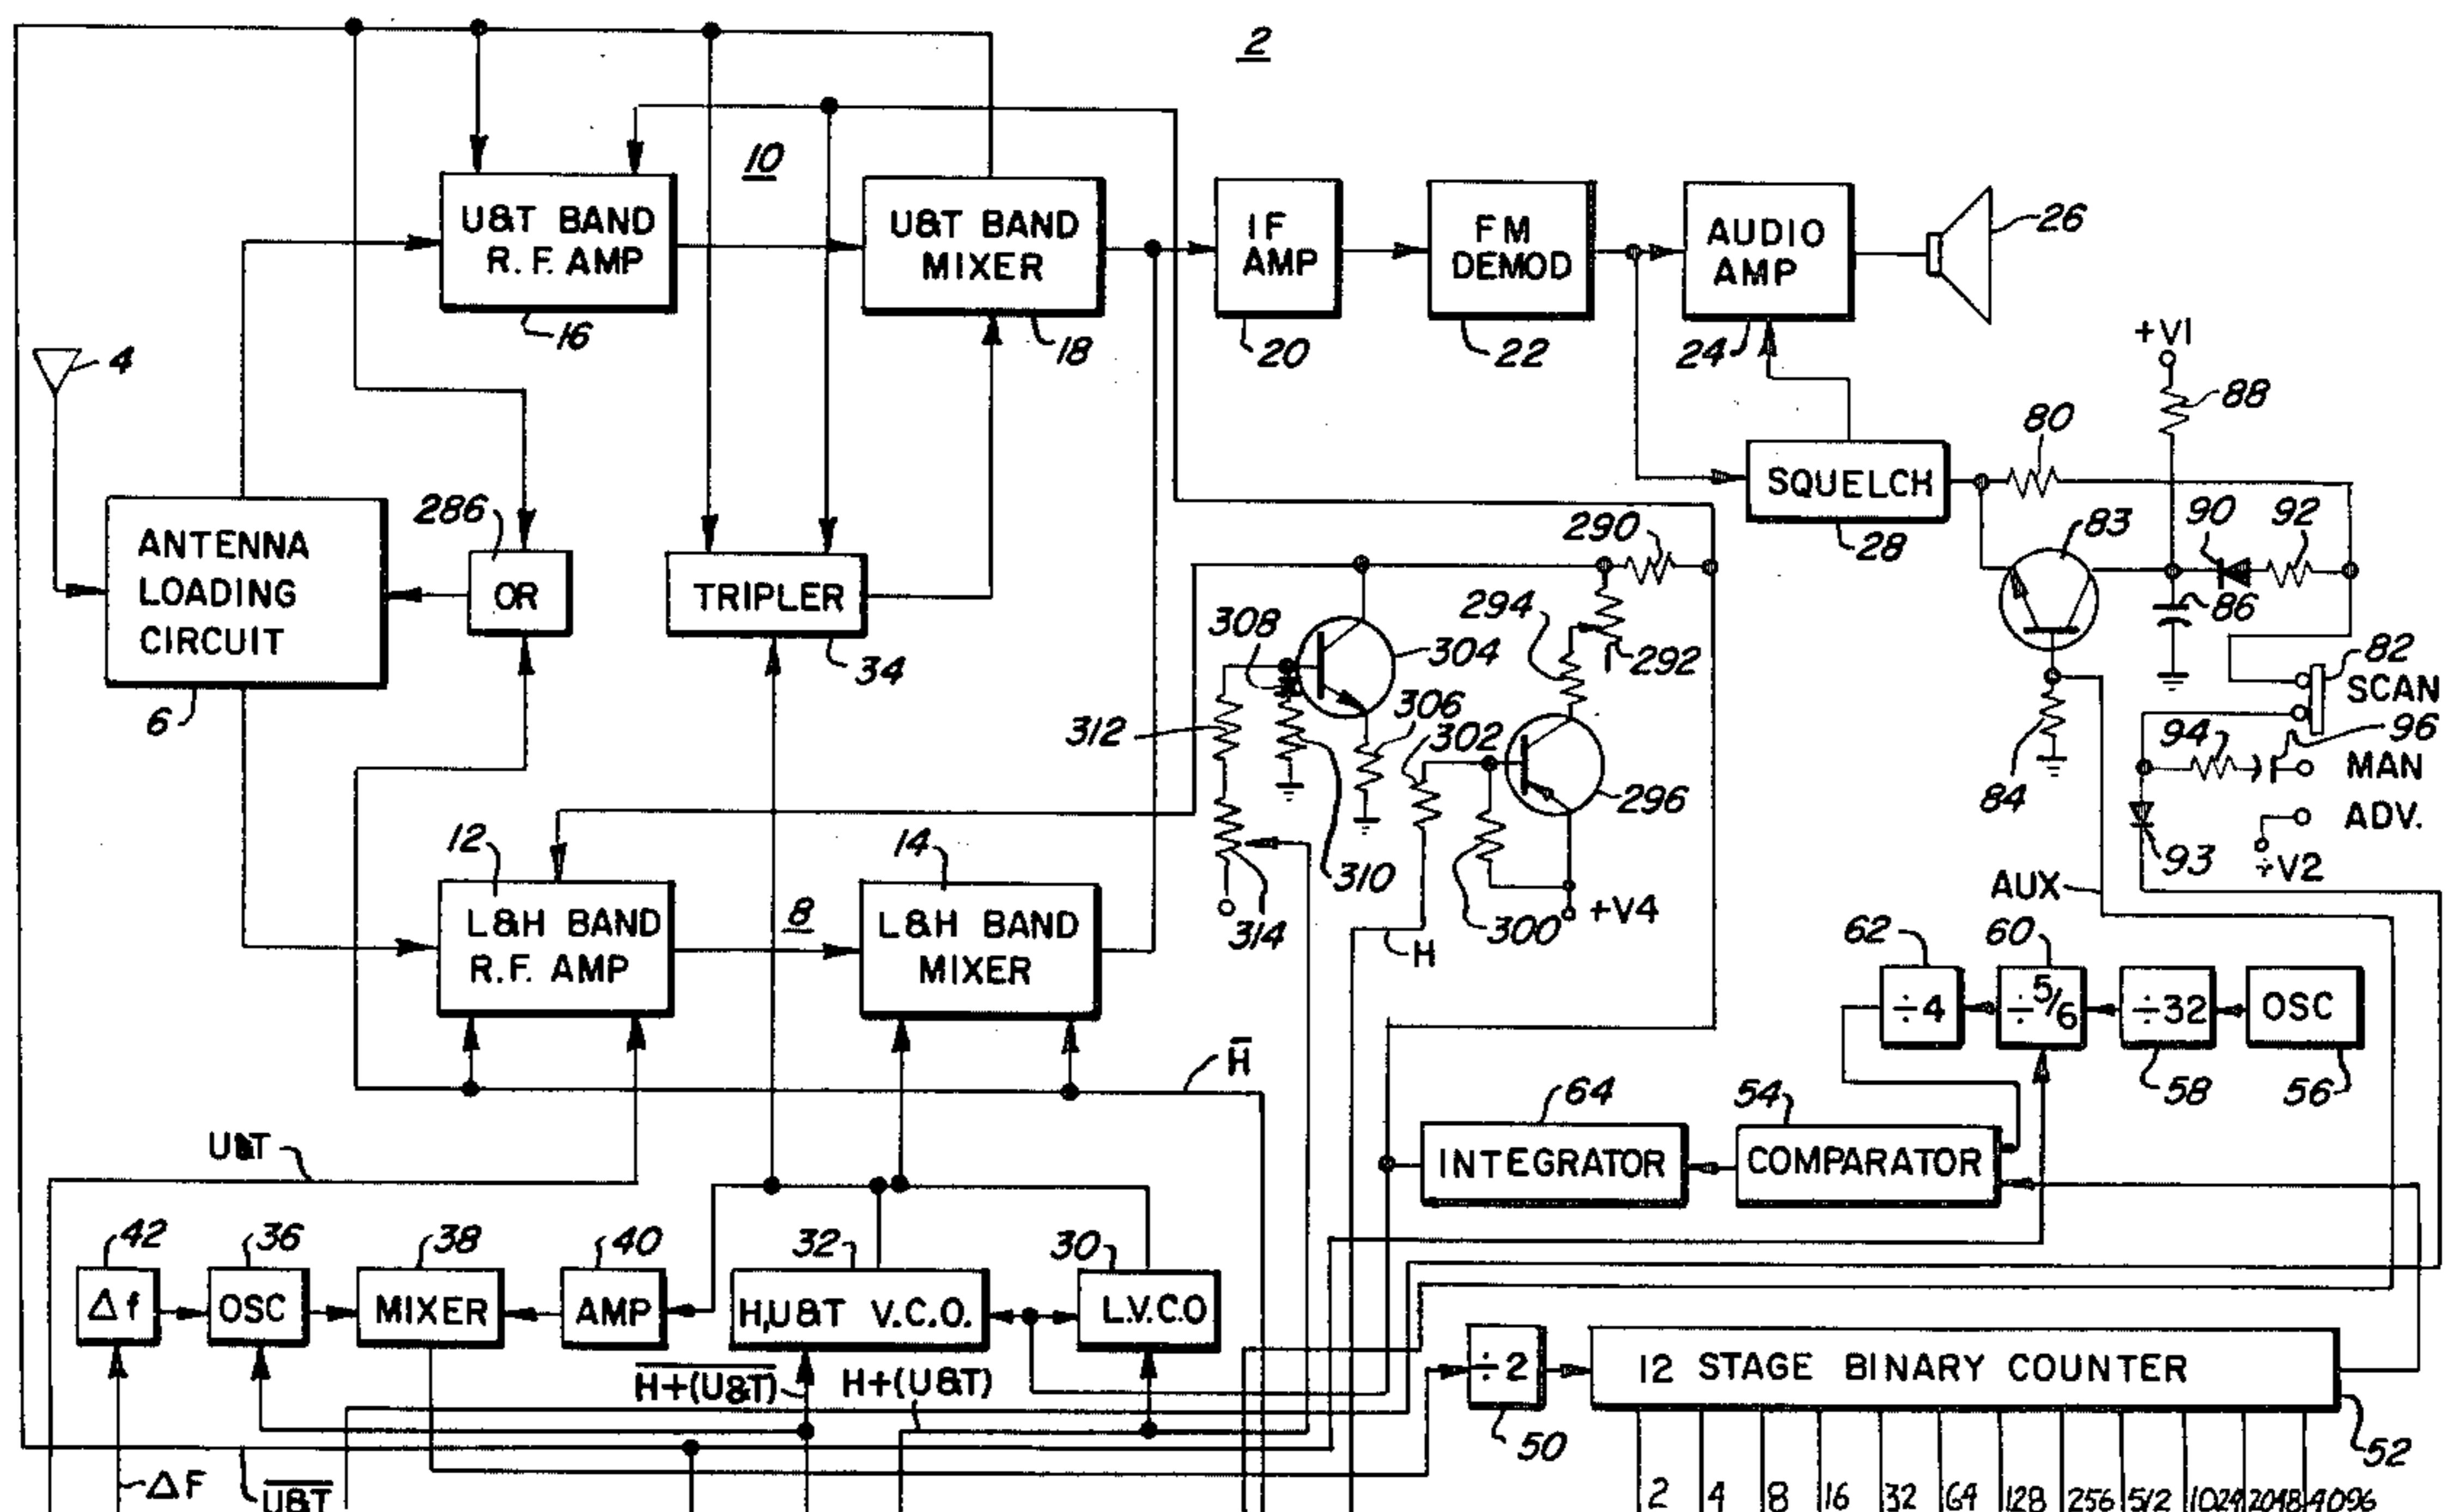 2
10
U&T BAND
R.F. AMP
16
U&T BAND
MIXER
18
IF
AMP
20
FM
DEMOD
22
AUDIO
AMP
24
26
4
+V1
88
80
SQUELCH
28
83
90
92
86
82
SCAN
96
94
MAN
ADV.
84
93
÷V2
AUX
ANTENNA
LOADING
CIRCUIT
6
286
OR
TRIPLER
34
290
294
292
308
304
306
312
302
310
296
300
+V4
314
H
12
L&H BAND
R.F. AMP
8
14
L&H BAND
MIXER
62
60
÷4
÷5/6
÷32
OSC
58
56
H̅
64
54
INTEGRATOR
COMPARATOR
U&T
42
36
38
40
32
30
Δf
OSC
MIXER
AMP
H,U&T V.C.O.
L.V.C.O
H̅+̅(̅U̅&̅T̅)̅
H+(U&T)
÷2
50
12 STAGE BINARY COUNTER
52
ΔF
U̅&̅T̅
2 4 8 16 32 64 128 256 512 1024 2048 4096